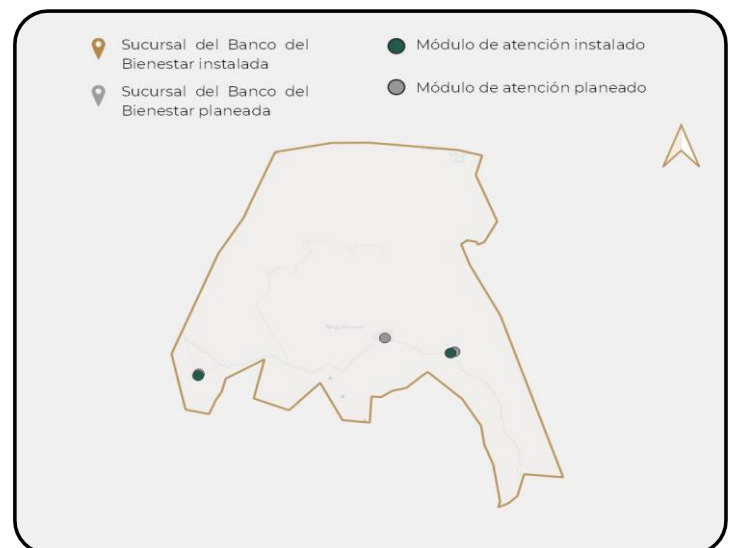 Sucursal del Banco del
Bienestar instalada
Sucursal del Banco del
Bienestar planeada
Módulo de atención instalado
Módulo de atención planeado